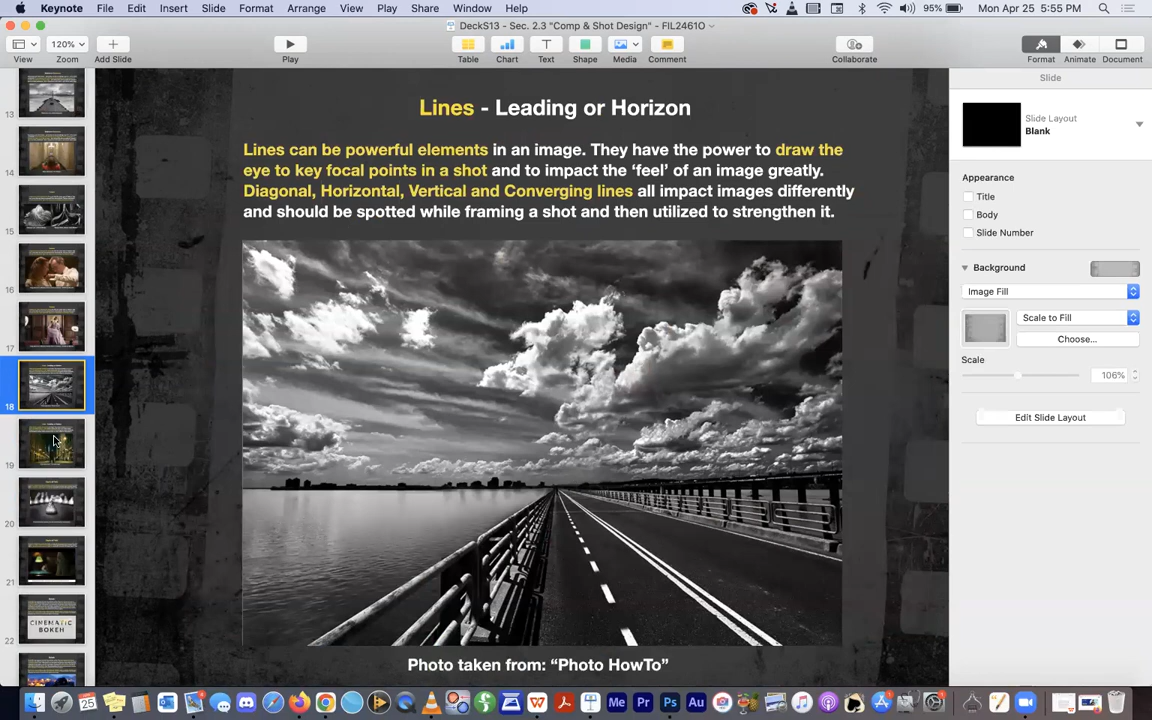 Keynote File Edit Insert Slide Format Arrange View Play Share Window Help 95% Mon Apr 25 5:55 PM
DeckS13 - Sec. 2.3 "Comp & Shot Design" - FIL2461O
120%
View Zoom Add Slide Play Table Chart Text Shape Media Comment Collaborate Format Animate Document
Slide
13
14
15
16
17
18
19
20
21
22
CINEMATIC
BOKEH
Lines - Leading or Horizon
Lines can be powerful elements in an image. They have the power to draw the
eye to key focal points in a shot and to impact the ‘feel’ of an image greatly.
Diagonal, Horizontal, Vertical and Converging lines all impact images differently
and should be spotted while framing a shot and then utilized to strengthen it.
Photo taken from: “Photo HowTo”
Slide Layout
Blank
Appearance
Title
Body
Slide Number
Background
Image Fill
Scale to Fill
Choose...
Scale
106%
Edit Slide Layout
25
Me Pr Ps Au